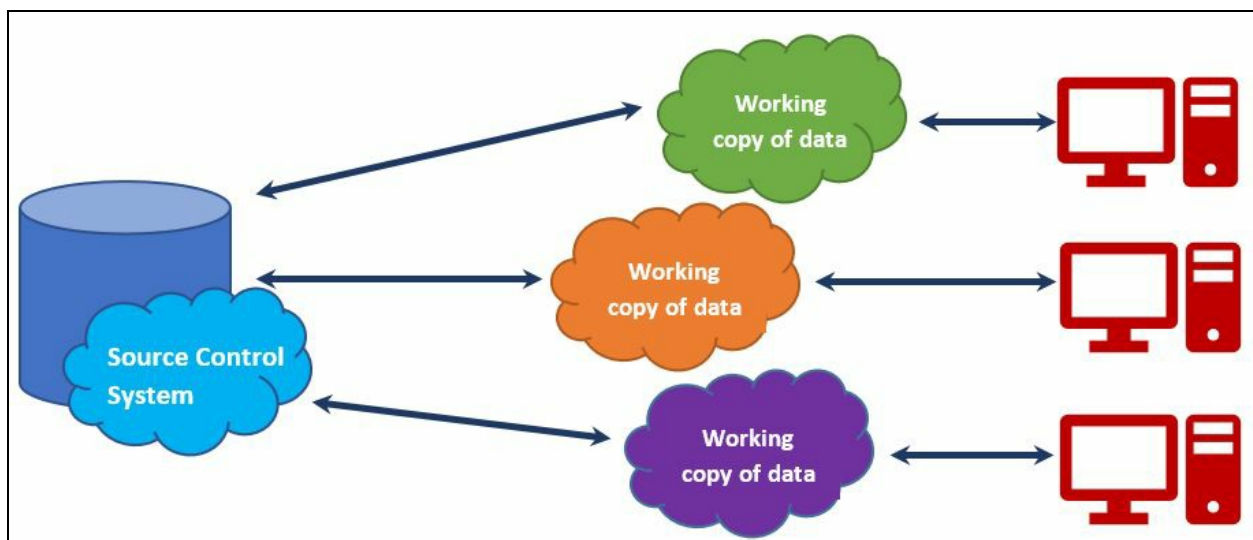 Working
copy of data
Working
copy of data
Source Control
System
Working
copy of data